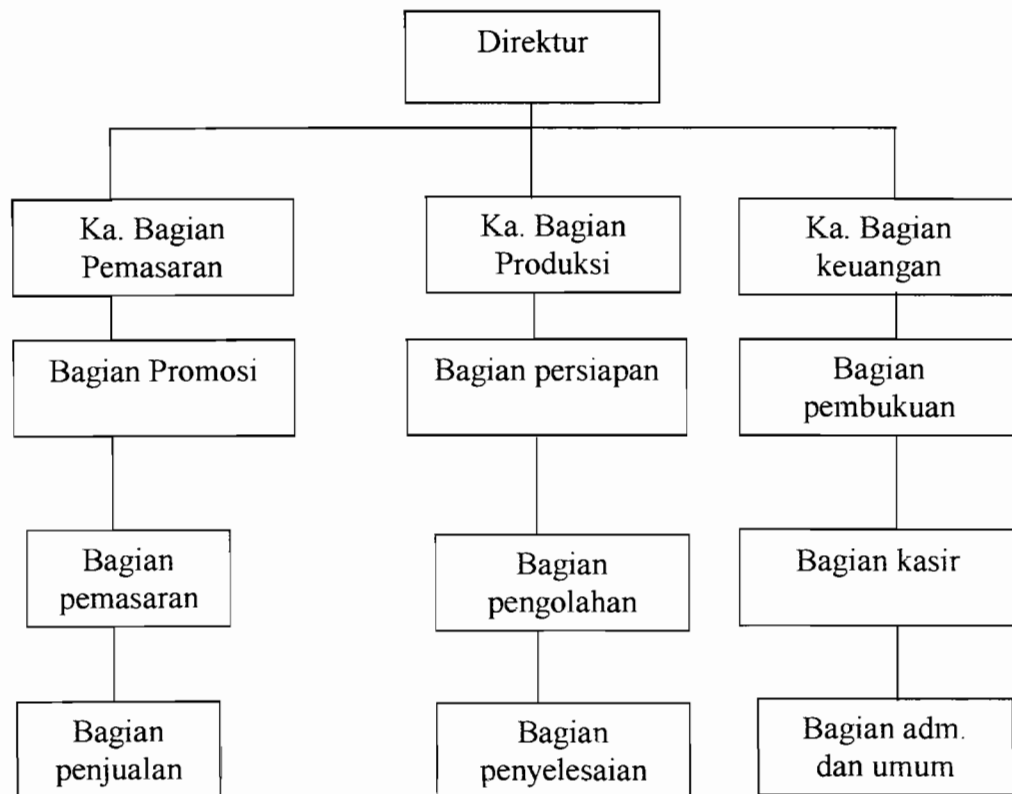 Direktur
Ka. Bagian
Pemasaran
Ka. Bagian
Produksi
Ka. Bagian
keuangan
Bagian Promosi
Bagian persiapan
Bagian
pembukuan
Bagian
pemasaran
Bagian
pengolahan
Bagian kasir
Bagian
penjualan
Bagian
penyelesaian
Bagian adm.
dan umum